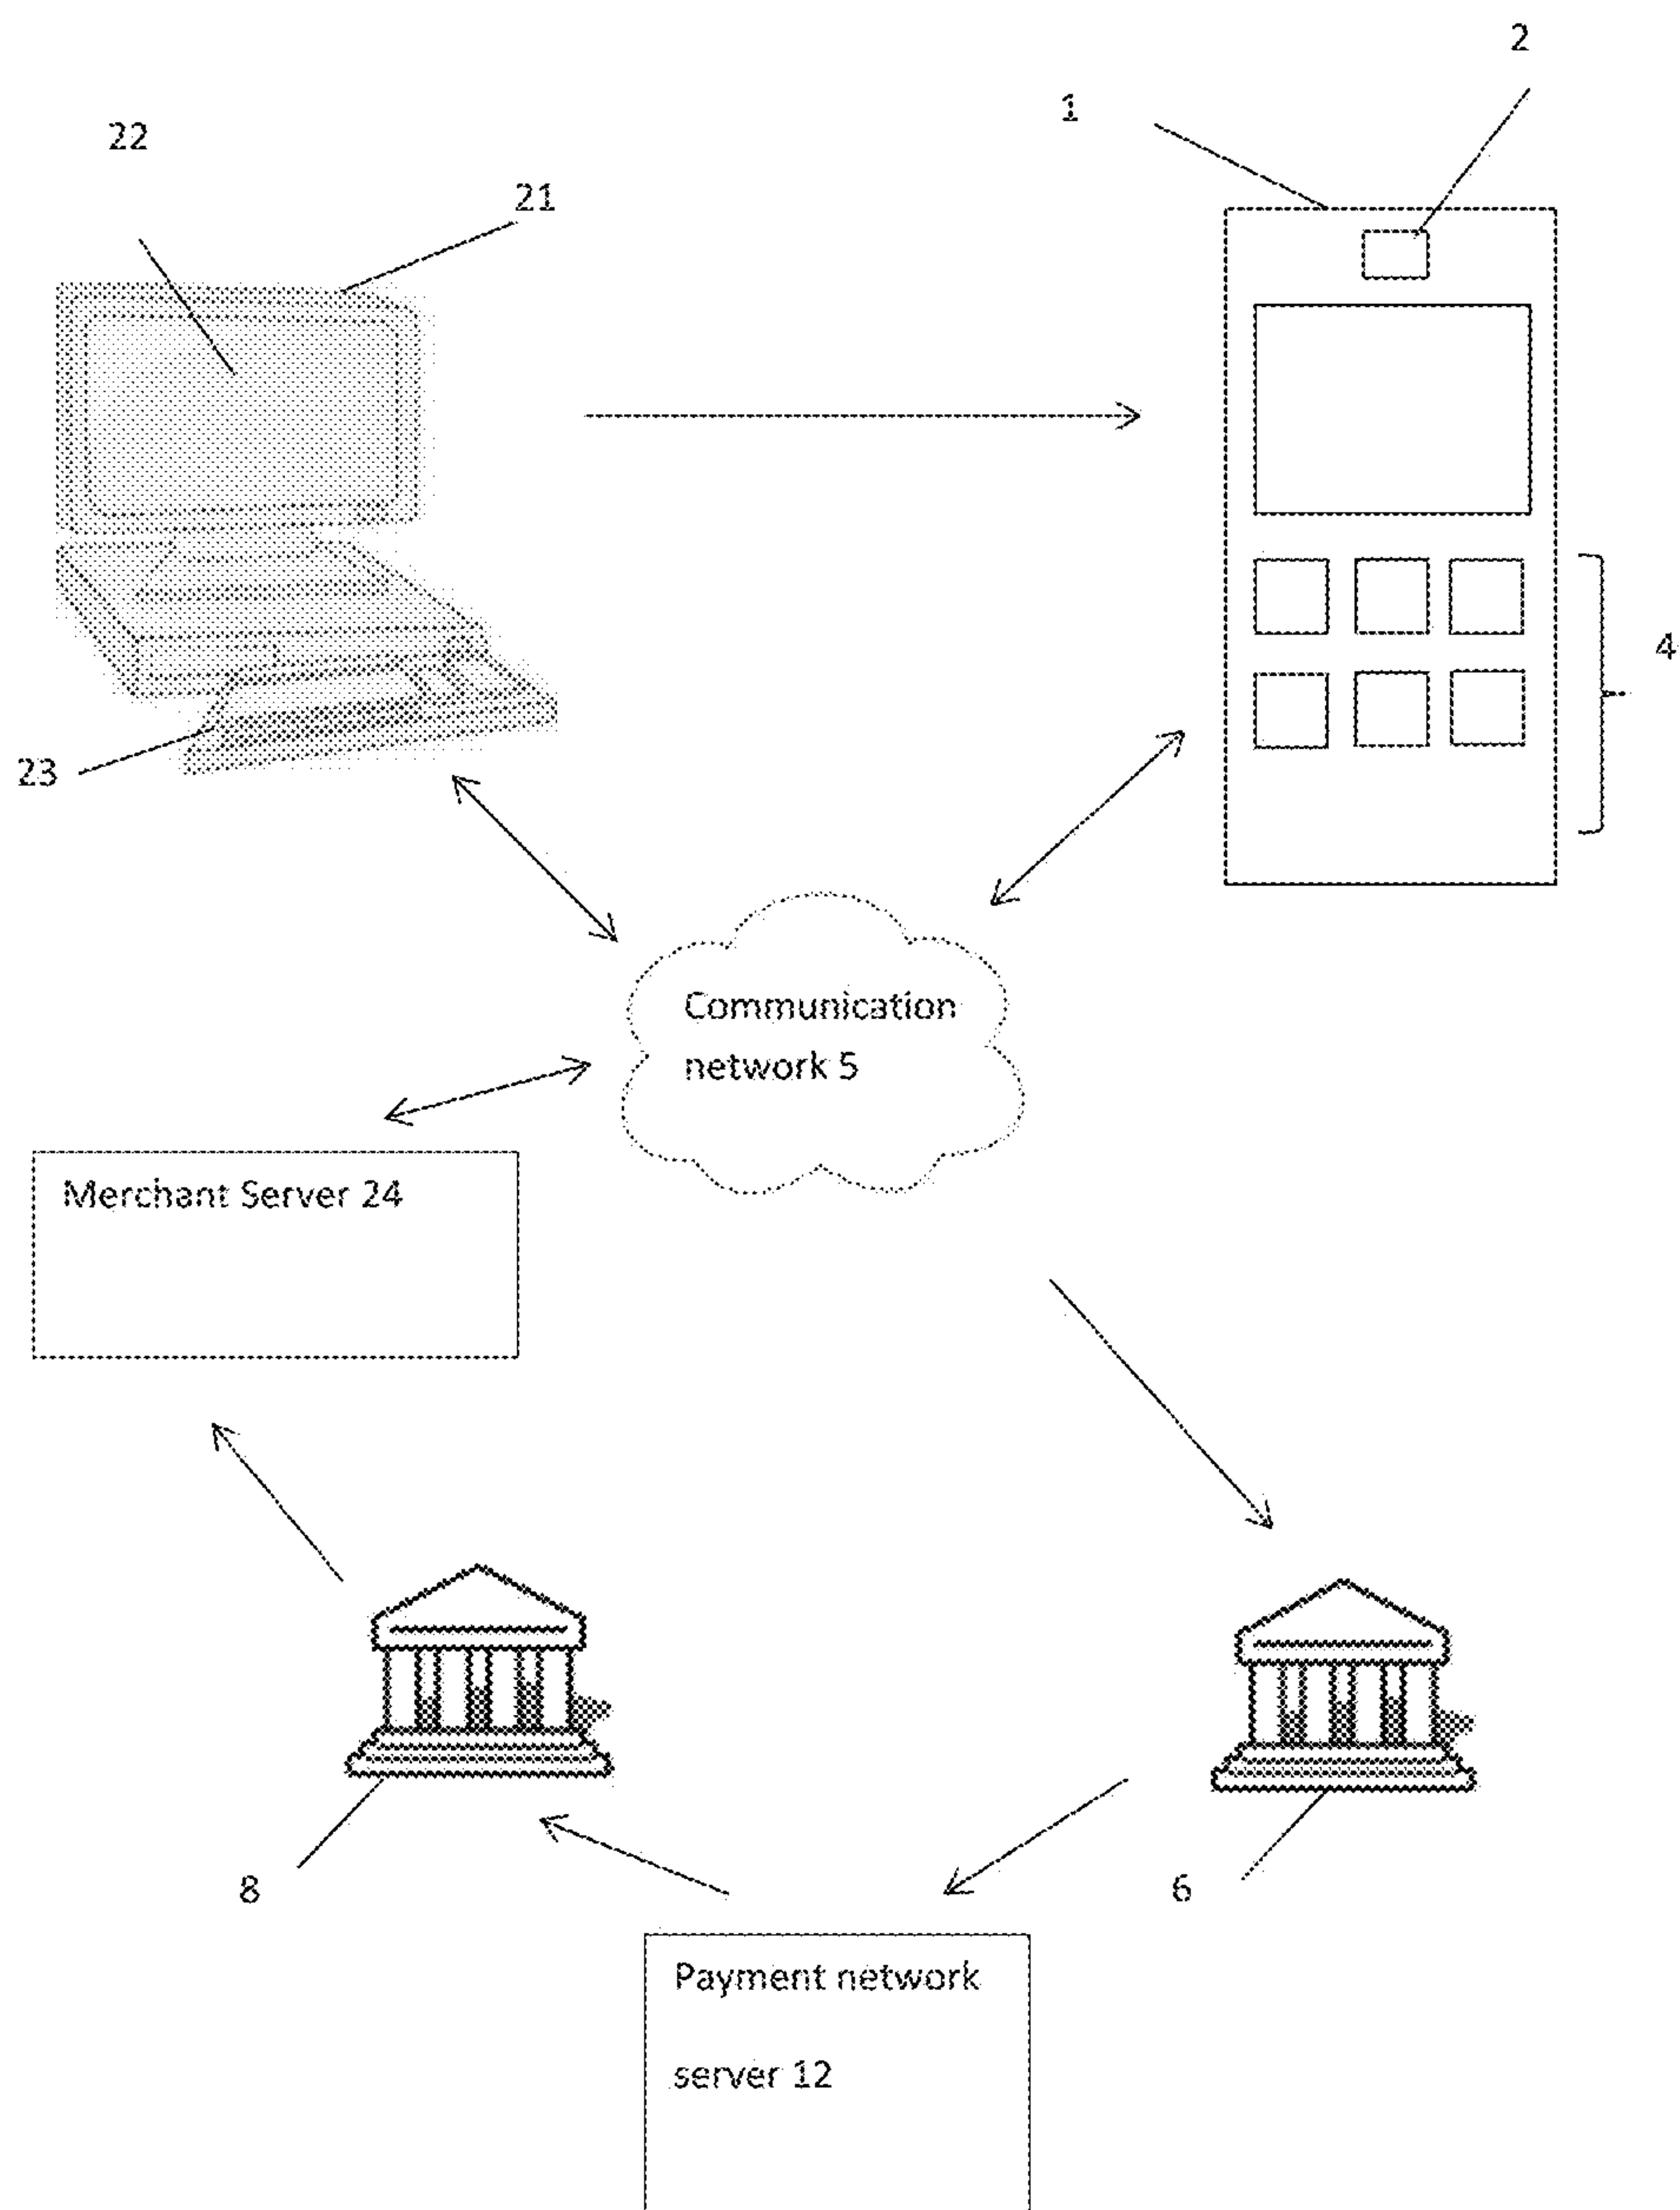 2
1
22
21
4
23
Communication
network 5
Merchant Server 24
8
6
Payment network
server 12